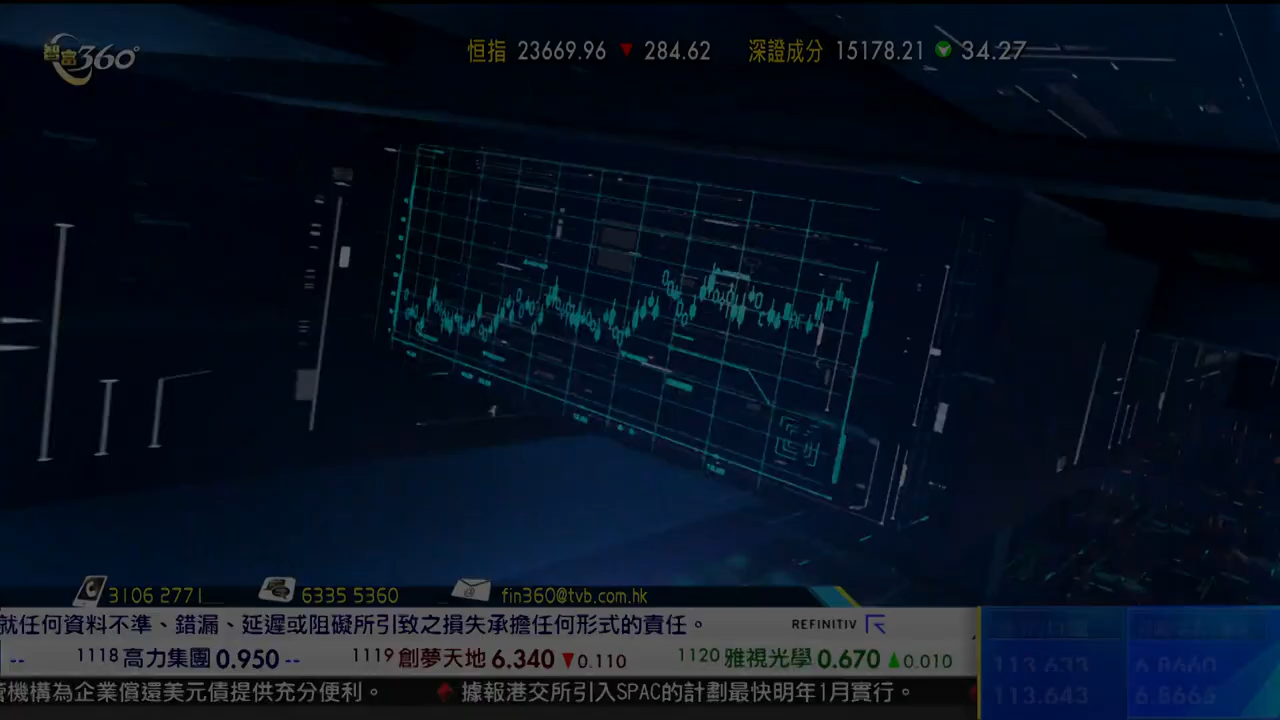 智富360°
恒指 23669.96 ▼ 284.62 深證成分 15178.21 34.27
3106 2771 6335 5360 fin360@tvb.com.hk
就任何資料不準、錯漏、延遲或阻礙所引致之損失承擔任何形式的責任。 REFINITIV
-- 1118 高力集團 0.950 -- 1119 創夢天地 6.340 ▼0.110 1120 雅視光學 0.670 ▲0.010
機構為企業償還美元債提供充分便利。 據報港交所引入SPAC的計劃最快明年1月實行。
113.633 6.8660
113.643 6.8665